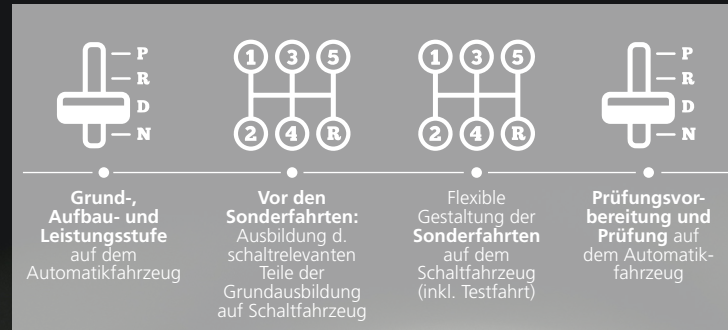 P
R
D
N
1 3 5
2 4 R
1 3 5
2 4 R
P
R
D
N
Grund-,
Aufbau- und
Leistungsstufe
auf dem
Automatikfahrzeug
Vor den
Sonderfahrten:
Ausbildung d.
schaltrelevanten
Teile der
Grundausbildung
auf Schaltfahrzeug
Flexible
Gestaltung der
Sonderfahrten
auf dem
Schaltfahrzeug
(inkl. Testfahrt)
Prüfungsvor-
bereitung und
Prüfung auf
dem Automatik-
fahrzeug